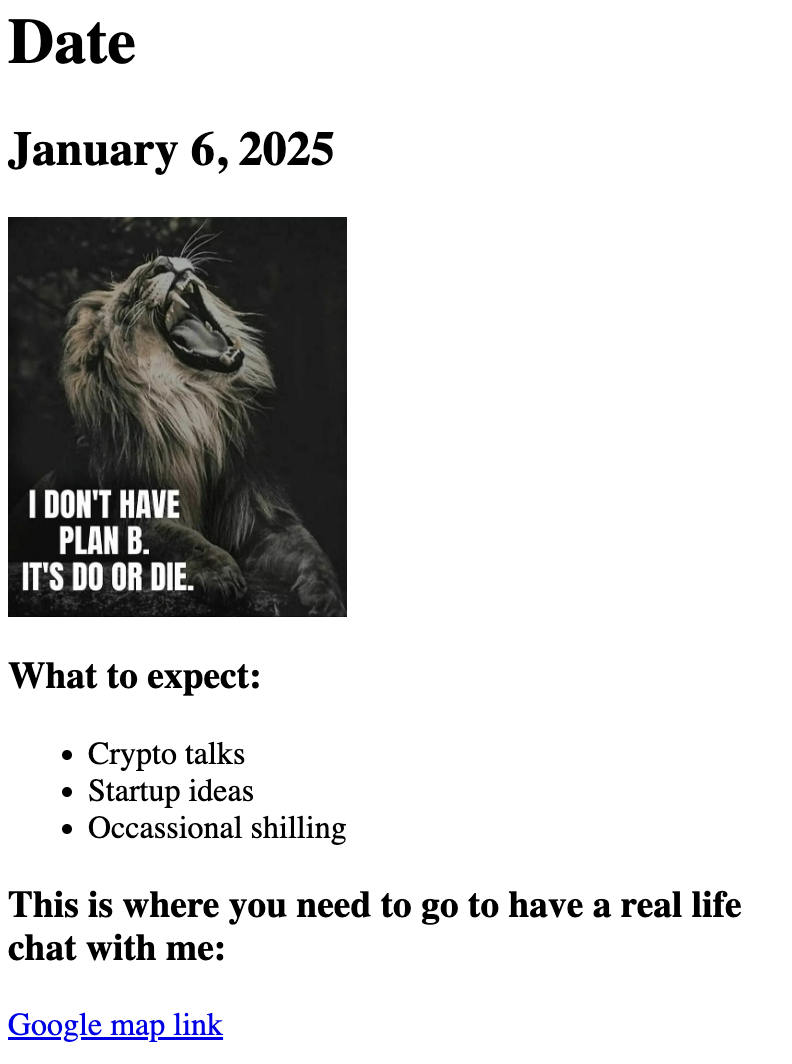 Date
January 6, 2025
I DON'T HAVE
PLAN B.
IT'S DO OR DIE.
What to expect:
Crypto talks
Startup ideas
Occassional shilling
This is where you need to go to have a real life
chat with me:
Google map link